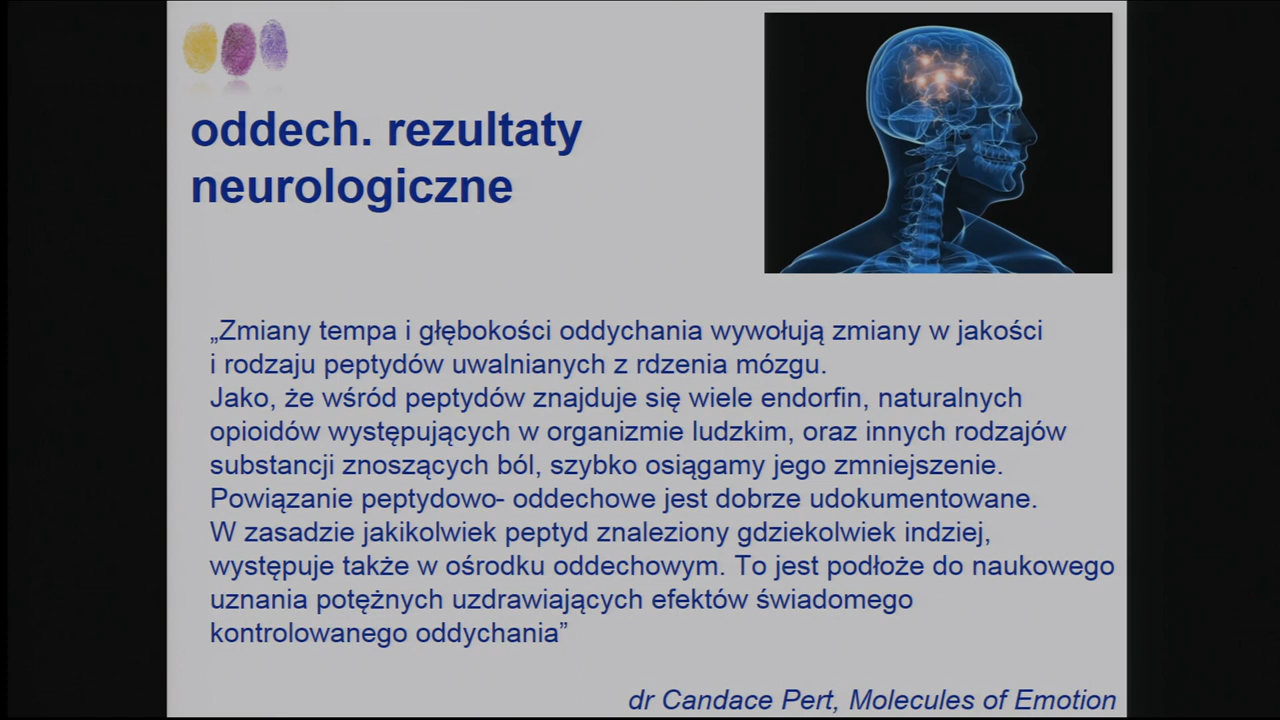 oddech. rezultaty
neurologiczne
„Zmiany tempa i głębokości oddychania wywołują zmiany w jakości
i rodzaju peptydów uwalnianych z rdzenia mózgu.
Jako, że wśród peptydów znajduje się wiele endorfin, naturalnych
opioidów występujących w organizmie ludzkim, oraz innych rodzajów
substancji znoszących ból, szybko osiągamy jego zmniejszenie.
Powiązanie peptydowo- oddechowe jest dobrze udokumentowane.
W zasadzie jakikolwiek peptyd znaleziony gdziekolwiek indziej,
występuje także w ośrodku oddechowym. To jest podłoże do naukowego
uznania potężnych uzdrawiających efektów świadomego
kontrolowanego oddychania”
dr Candace Pert, Molecules of Emotion